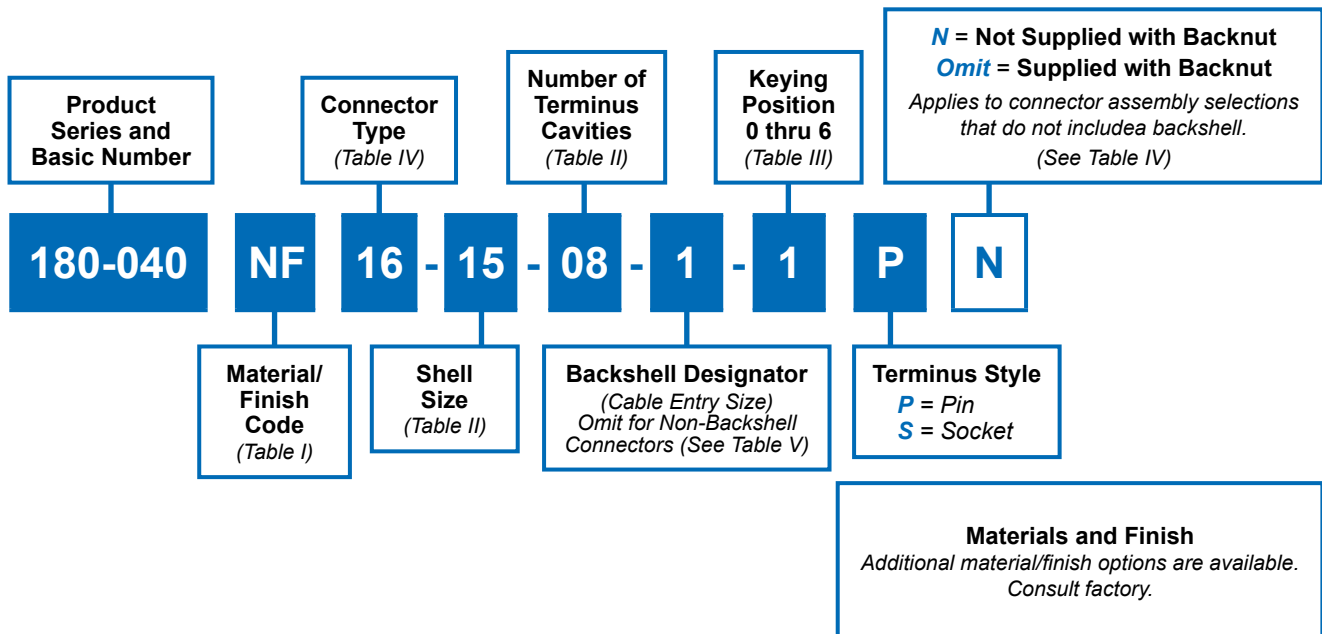 Product
Series and
Basic Number
Connector
Type
(Table IV)
Number of
Terminus
Cavities
(Table II)
Keying
Position
0 thru 6
(Table III)
N = Not Supplied with Backnut
Omit = Supplied with Backnut
Applies to connector assembly selections
that do not includea backshell.
(See Table IV)
180-040 NF 16 - 15 - 08 - 1 - 1 P N
Material/
Finish
Code
(Table I)
Shell
Size
(Table II)
Backshell Designator
(Cable Entry Size)
Omit for Non-Backshell
Connectors (See Table V)
Terminus Style
P = Pin
S = Socket
Materials and Finish
Additional material/finish options are available.
Consult factory.